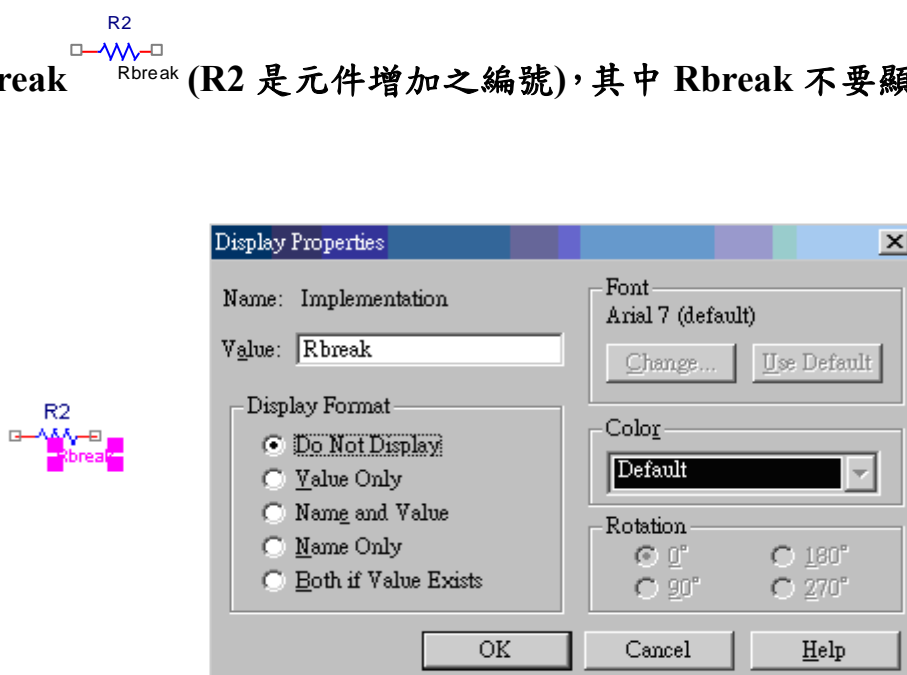 R2
reak Rbreak (R2 是元件增加之編號),其中 Rbreak 不要顯
Display Properties
Name: Implementation
Value: Rbreak
Display Format
Do Not Display
Value Only
Name and Value
Name Only
Both if Value Exists
Font
Arial 7 (default)
Change... Use Default
Color
Default
Rotation
0° 180°
90° 270°
OK Cancel Help
R2
Rbreak